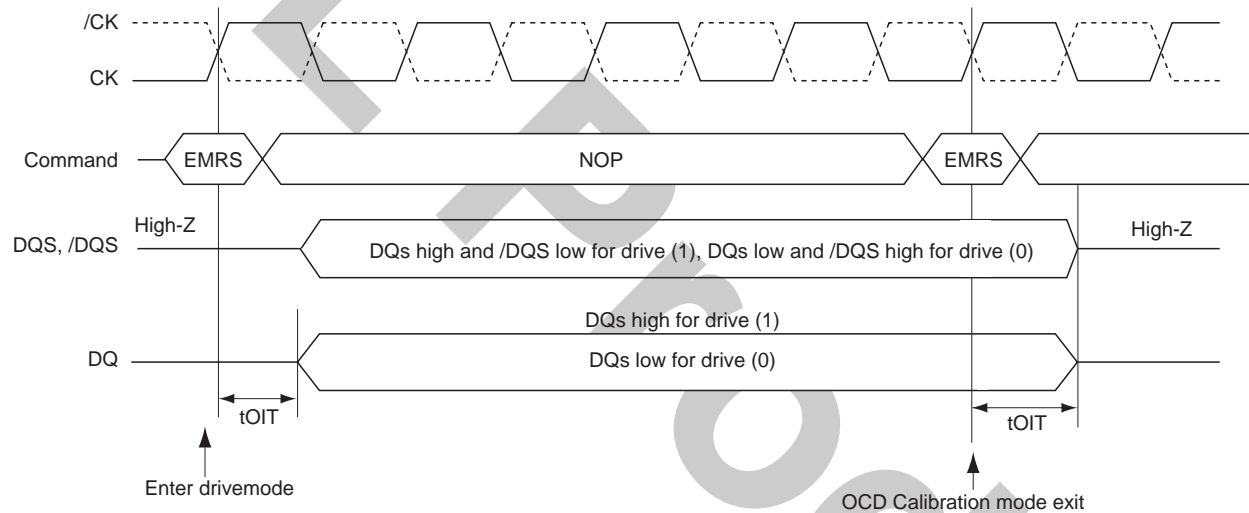 /CK
CK
Command
EMRS
NOP
EMRS
High-Z
DQS, /DQS
DQs high and /DQS low for drive (1), DQs low and /DQS high for drive (0)
High-Z
DQs high for drive (1)
DQ
DQs low for drive (0)
tOIT
tOIT
Enter drivemode
OCD Calibration mode exit